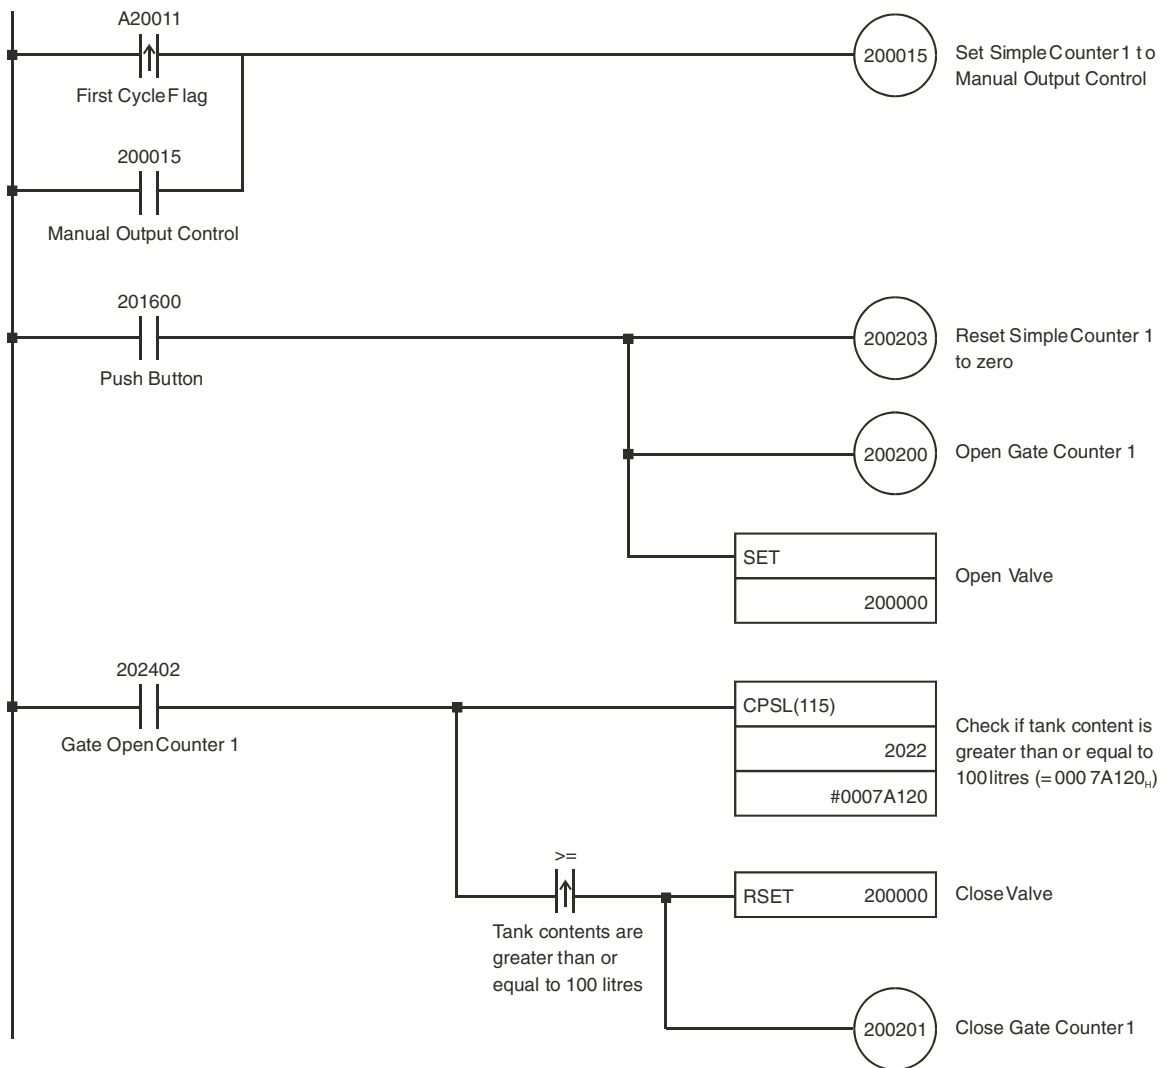 A20011
200015
Set Simple Counter 1 to
Manual Output Control
First Cycle Flag
200015
Manual Output Control
201600
200203
Reset Simple Counter 1
to zero
Push Button
200200
Open Gate Counter 1
SET
200000
Open Valve
202402
Gate Open Counter 1
CPSL(115)
2022
#0007A120
Check if tank content is
greater than or equal to
100 litres (= 000 7A120H)
>=
RSET 200000
Close Valve
Tank contents are
greater than or
equal to 100 litres
200201
Close Gate Counter 1